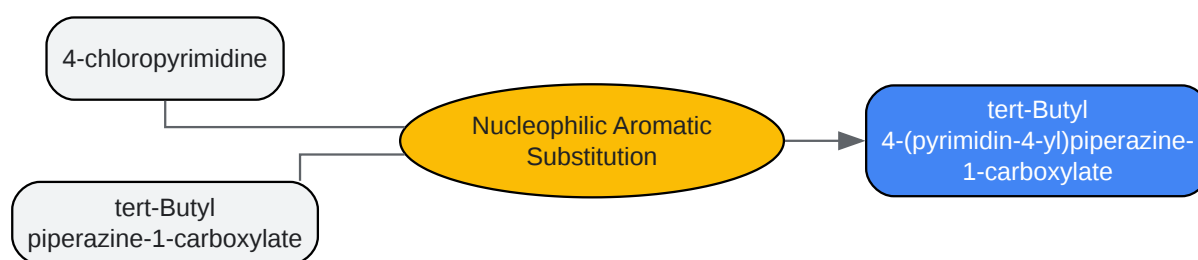 4-chloropyrimidine
tert-Butyl
piperazine-1-carboxylate
Nucleophilic Aromatic
Substitution
tert-Butyl
4-(pyrimidin-4-yl)piperazine-
1-carboxylate